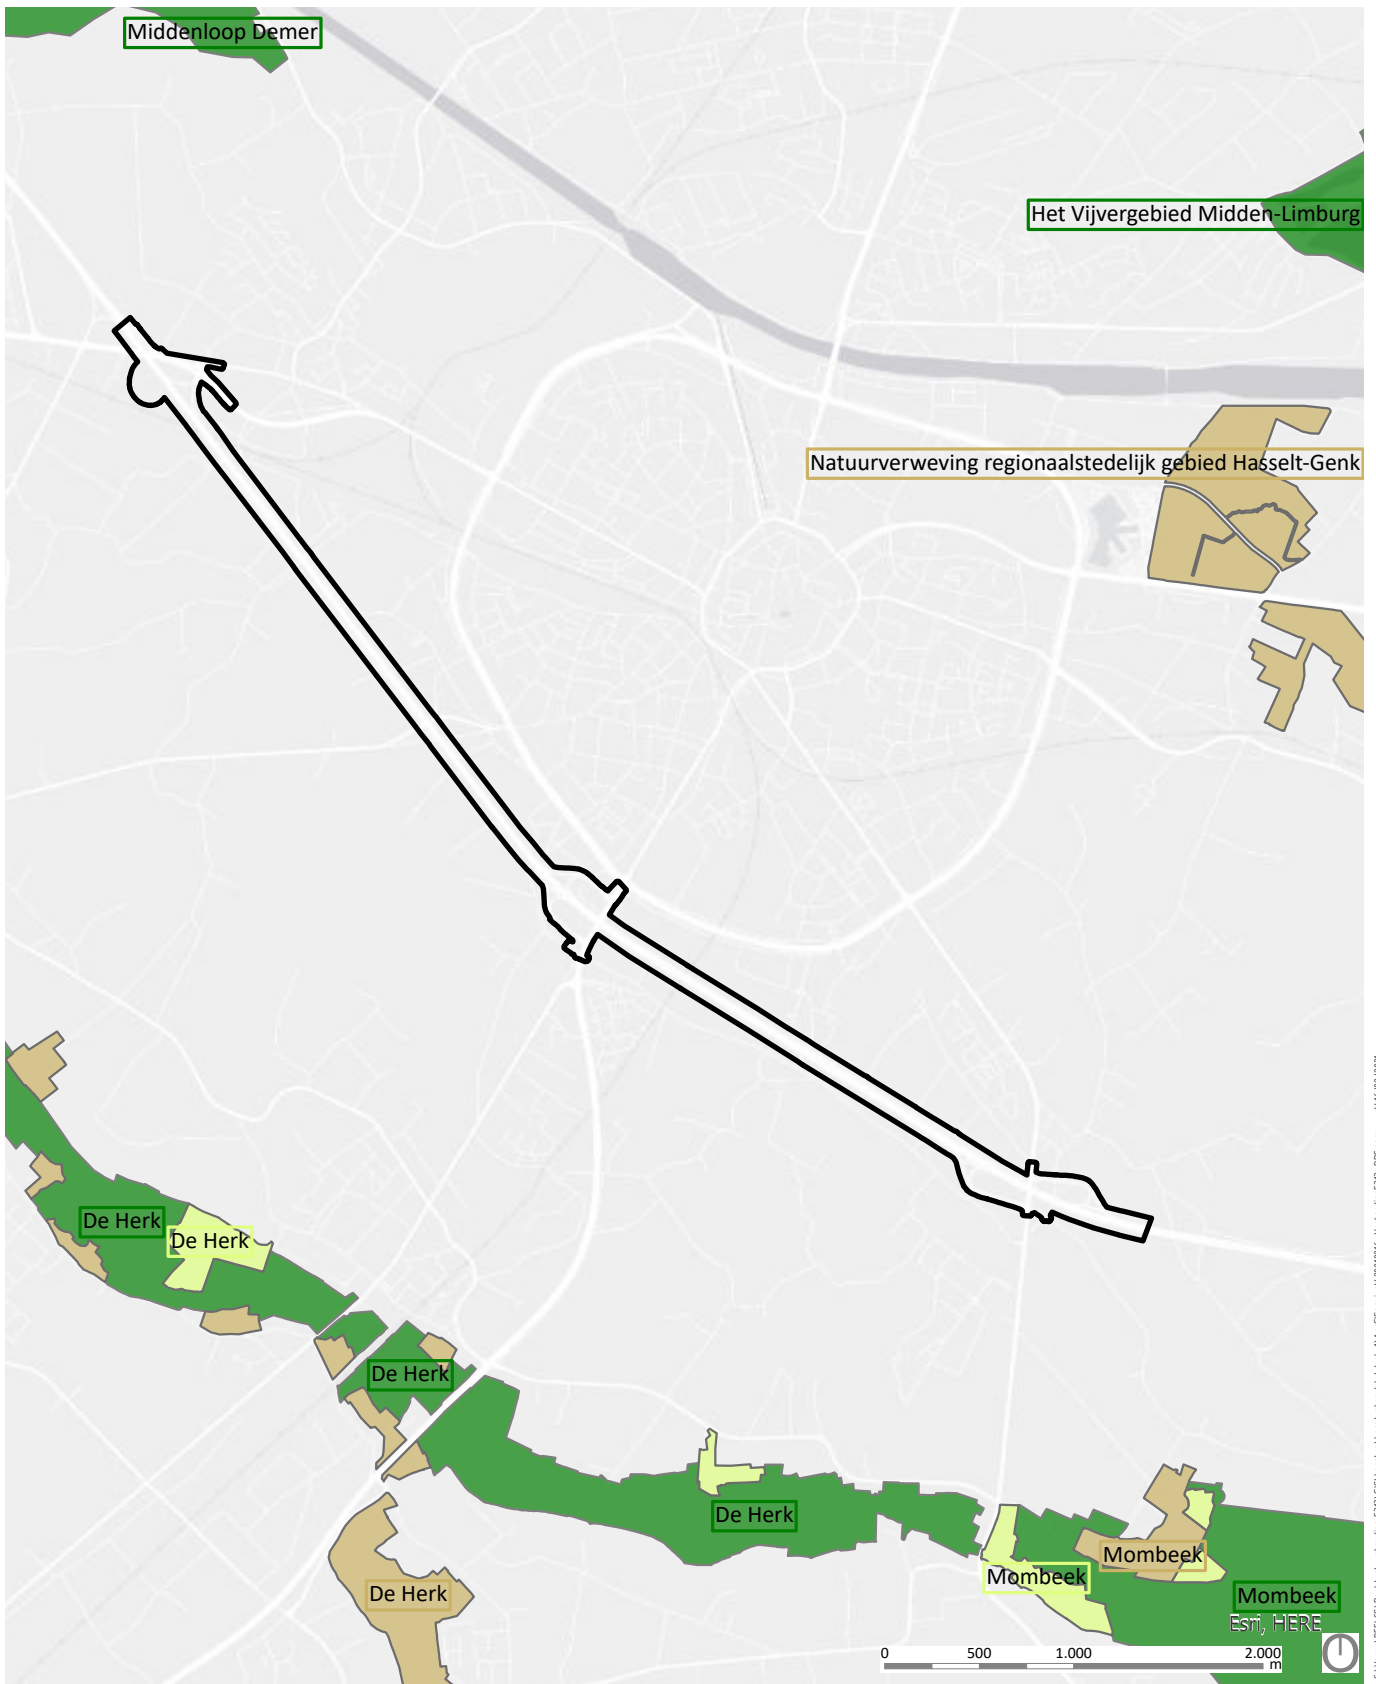 Middenloop Demer
Het Vijvergebied Midden-Limburg
Natuurverweving regionaalstedelijk gebied Hasselt-Genk
De Herk
De Herk
De Herk
De Herk
Mombeek
Mombeek
De Herk
Mombeek
Esri, HERE
0 500 1.000 2.000
m